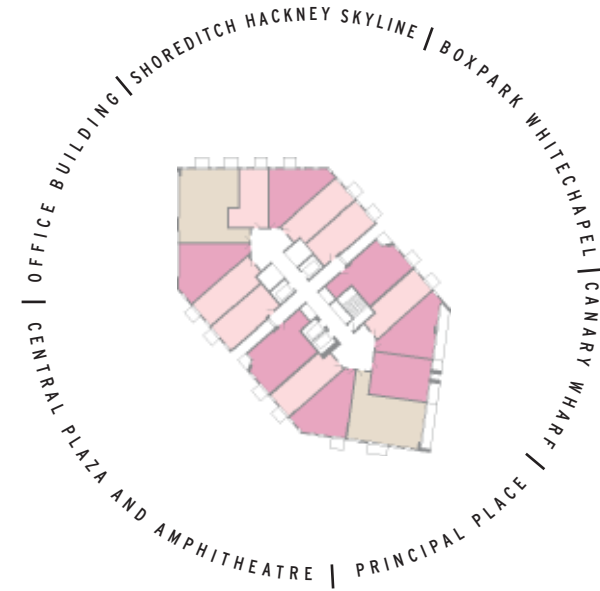 SHOREDITCH HACKNEY SKYLINE
BOXPARK WHITECHAPEL
CANARY WHARF
PRINCIPAL PLACE
CENTRAL PLAZA AND AMPHITHEATRE
OFFICE BUILDING